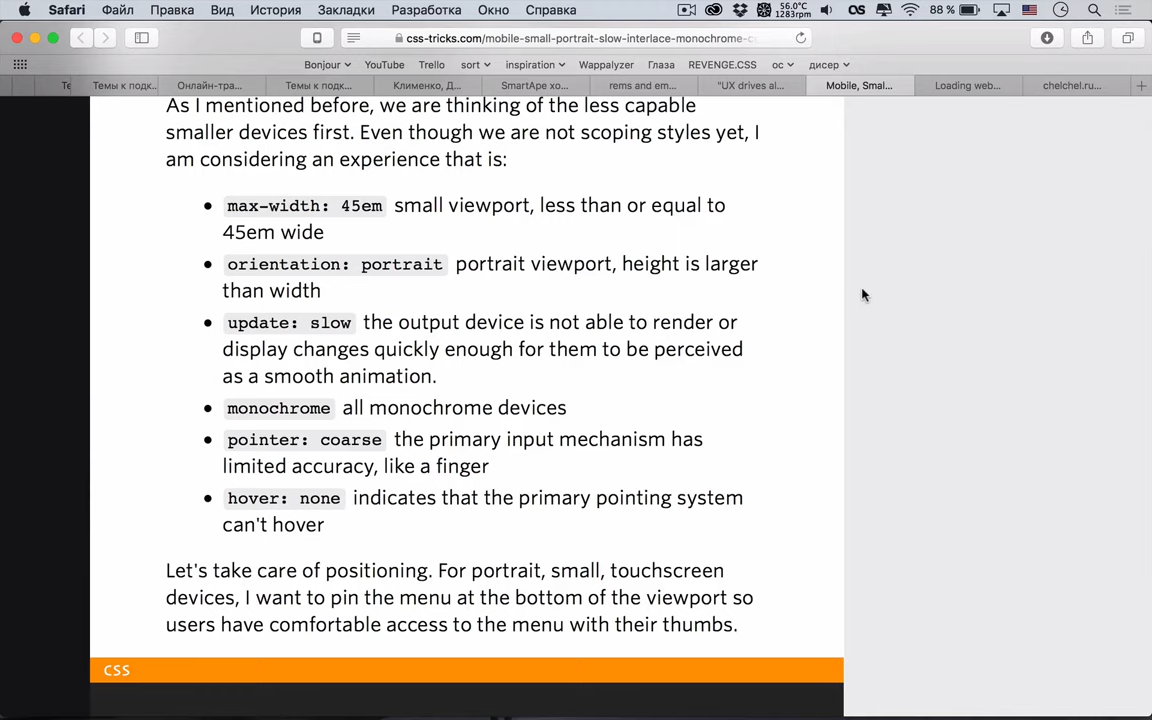 Safari Файл Правка Вид История Закладки Разработка Окно Справка 56.0°C 1283rpm 88 %
css-tricks.com/mobile-small-portrait-slow-interlace-monochrome-c
Bonjour YouTube Trello sort inspiration Wappalyzer Глаза REVENGE.CSS ос дисер
Те Темы к подк... Онлайн-тра... Темы к подк... Клименко, Д... SmartApe хо... rems and em... "UX drives al... Mobile, Smal... Loading web... chelchel.ru...
As I mentioned before, we are thinking of the less capable
smaller devices first. Even though we are not scoping styles yet, I
am considering an experience that is:
• max-width: 45em small viewport, less than or equal to
45em wide
• orientation: portrait portrait viewport, height is larger
than width
• update: slow the output device is not able to render or
display changes quickly enough for them to be perceived
as a smooth animation.
• monochrome all monochrome devices
• pointer: coarse the primary input mechanism has
limited accuracy, like a finger
• hover: none indicates that the primary pointing system
can't hover
Let's take care of positioning. For portrait, small, touchscreen
devices, I want to pin the menu at the bottom of the viewport so
users have comfortable access to the menu with their thumbs.
CSS